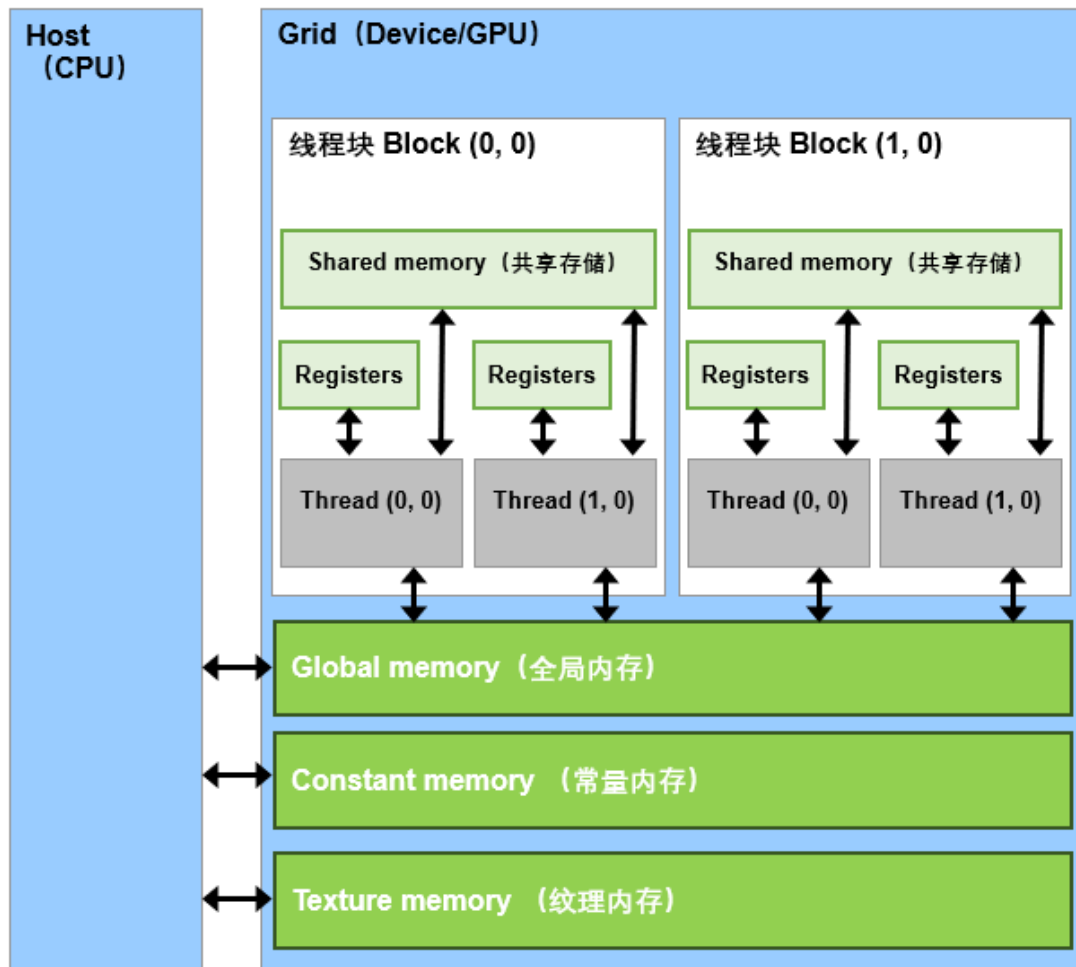 Host
（CPU）
Grid（Device/GPU）
线程块 Block (0, 0)
线程块 Block (1, 0)
Shared memory（共享存储）
Shared memory（共享存储）
Registers
Registers
Registers
Registers
Thread (0, 0)
Thread (1, 0)
Thread (0, 0)
Thread (1, 0)
Global memory（全局内存）
Constant memory （常量内存）
Texture memory （纹理内存）